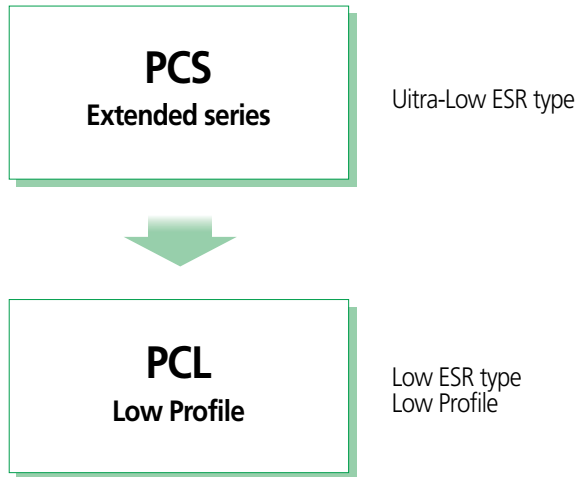 PCS
Extended series
Uitra-Low ESR type
PCL
Low Profile
Low ESR type
Low Profile